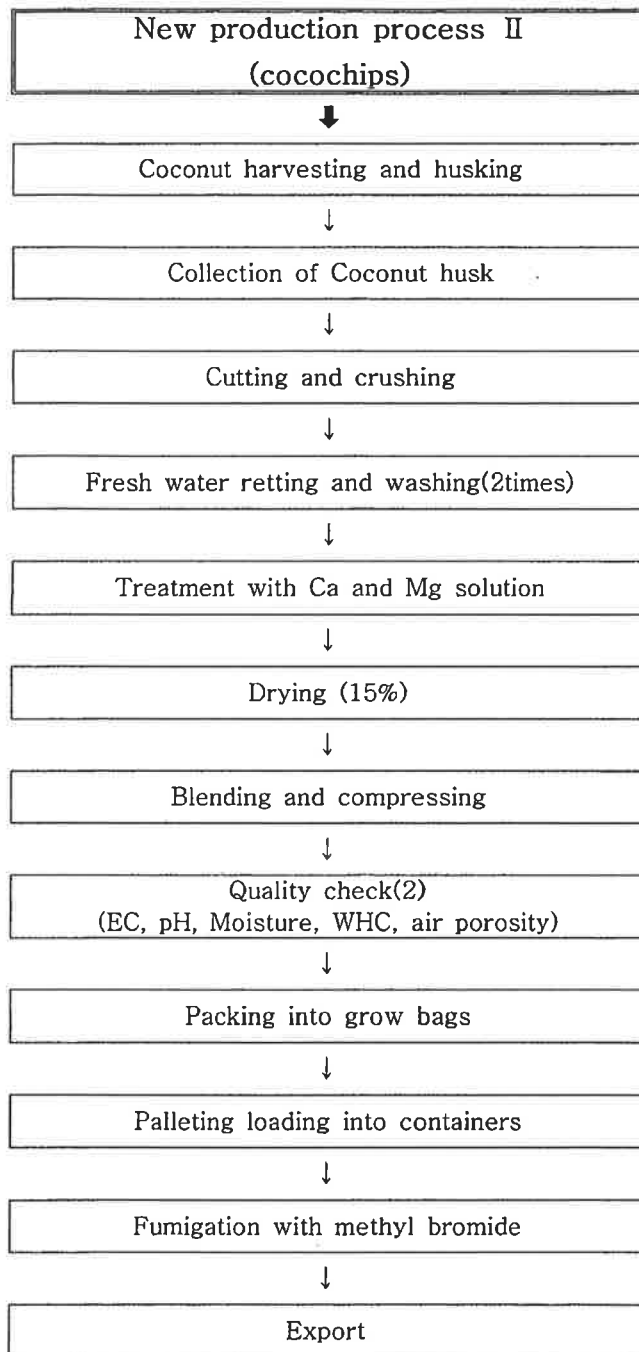 New production process Ⅱ
(cocochips)
Coconut harvesting and husking
Collection of Coconut husk
Cutting and crushing
Fresh water retting and washing(2times)
Treatment with Ca and Mg solution
Drying (15%)
Blending and compressing
Quality check(2)
(EC, pH, Moisture, WHC, air porosity)
Packing into grow bags
Palleting loading into containers
Fumigation with methyl bromide
Export